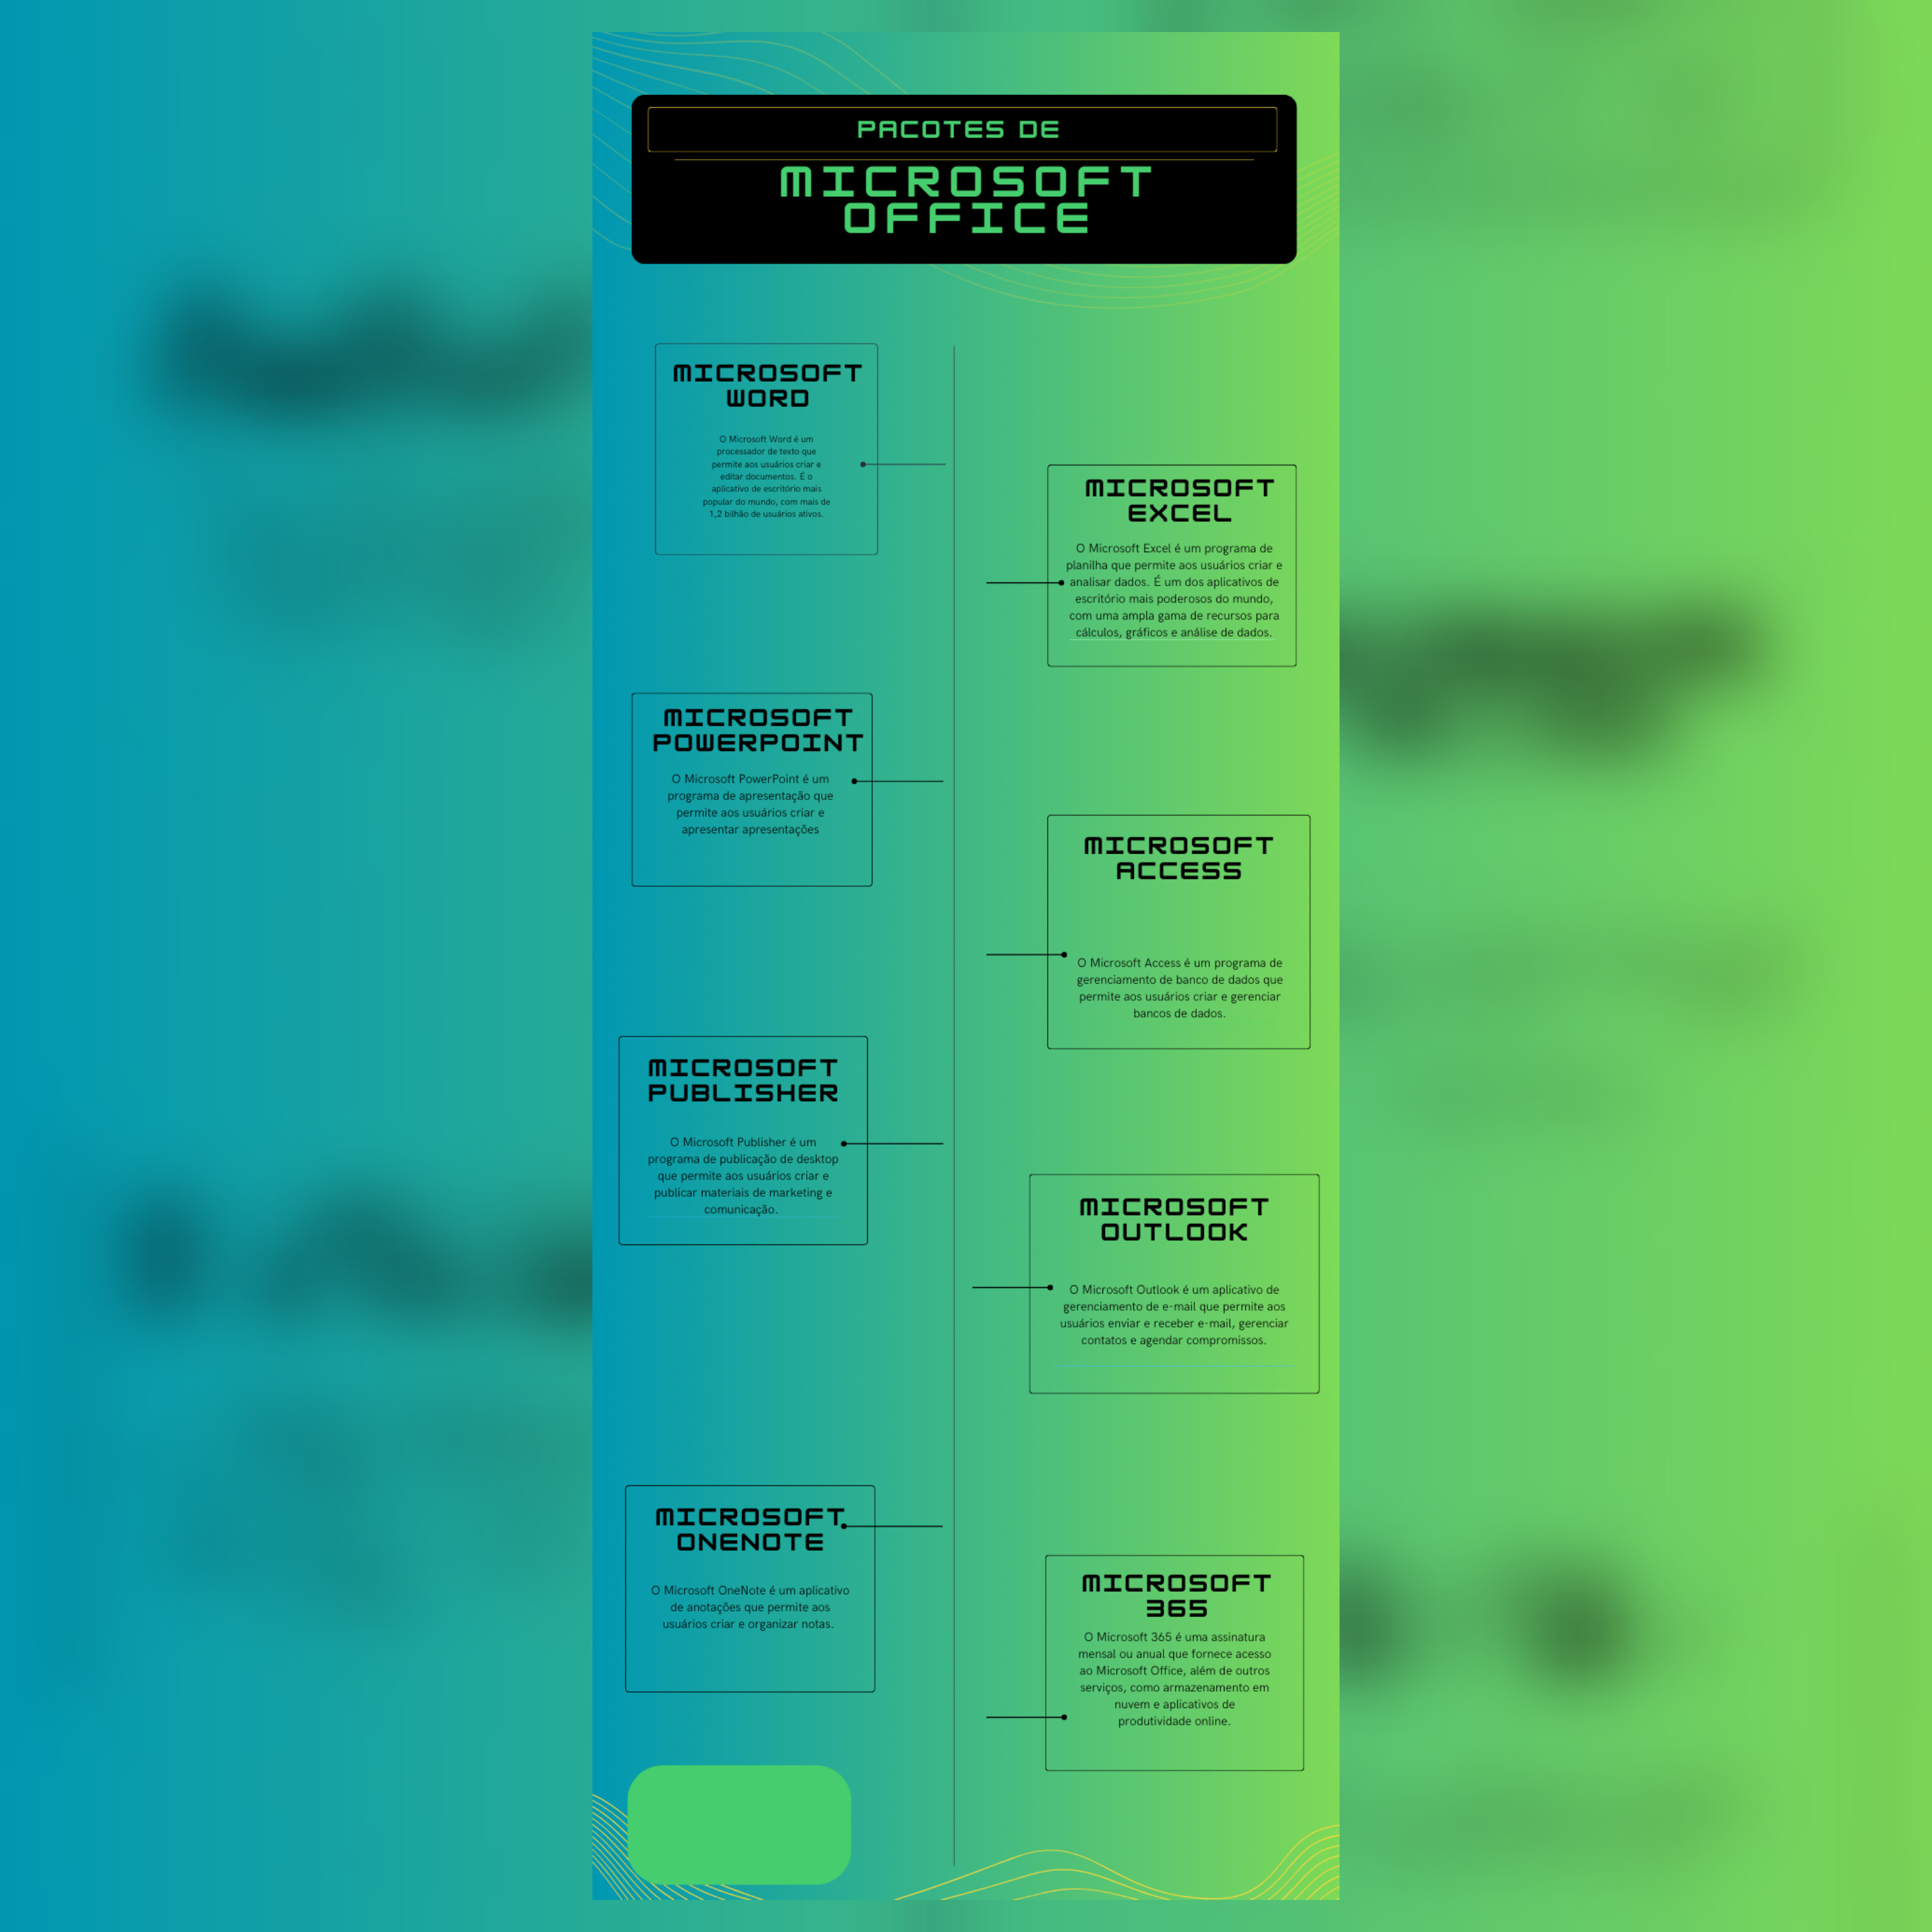 PACOTES DE
MICROSOFT
OFFICE
MICROSOFT
WORD
O Microsoft Word é um
processador de texto que
permite aos usuários criar e
editar documentos. É o
aplicativo de escritório mais
popular do mundo, com mais de
1,2 bilhão de usuários ativos.
MICROSOFT
EXCEL
O Microsoft Excel é um programa de
planilha que permite aos usuários criar e
analisar dados. É um dos aplicativos de
escritório mais poderosos do mundo,
com uma ampla gama de recursos para
cálculos, gráficos e análise de dados.
MICROSOFT
POWERPOINT
O Microsoft PowerPoint é um
programa de apresentação que
permite aos usuários criar e
apresentar apresentações
MICROSOFT
ACCESS
O Microsoft Access é um programa de
gerenciamento de banco de dados que
permite aos usuários criar e gerenciar
bancos de dados.
MICROSOFT
PUBLISHER
O Microsoft Publisher é um
programa de publicação de desktop
que permite aos usuários criar e
publicar materiais de marketing e
comunicação.
MICROSOFT
OUTLOOK
O Microsoft Outlook é um aplicativo de
gerenciamento de e-mail que permite aos
usuários enviar e receber e-mail, gerenciar
contatos e agendar compromissos.
MICROSOFT
ONENOTE
O Microsoft OneNote é um aplicativo
de anotações que permite aos
usuários criar e organizar notas.
MICROSOFT
365
O Microsoft 365 é uma assinatura
mensal ou anual que fornece acesso
ao Microsoft Office, além de outros
serviços, como armazenamento em
nuvem e aplicativos de
produtividade online.